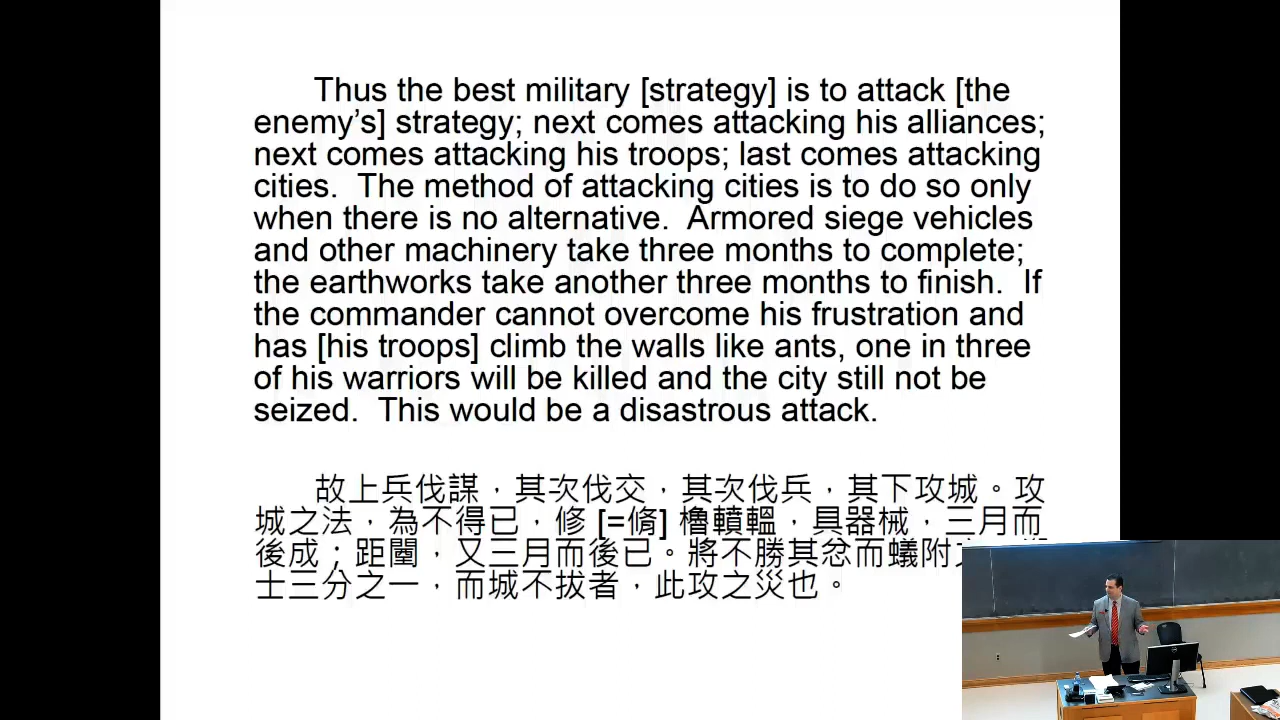 Thus the best military [strategy] is to attack [the
enemy’s] strategy; next comes attacking his alliances;
next comes attacking his troops; last comes attacking
cities. The method of attacking cities is to do so only
when there is no alternative. Armored siege vehicles
and other machinery take three months to complete;
the earthworks take another three months to finish. If
the commander cannot overcome his frustration and
has [his troops] climb the walls like ants, one in three
of his warriors will be killed and the city still not be
seized. This would be a disastrous attack.
故上兵伐謀，其次伐交，其次伐兵，其下攻城。攻
城之法，為不得已，修 [=脩] 櫓轒轀，具器械，三月而
後成；距闉，又三月而後已。將不勝其忿而蟻附
士三分之一，而城不拔者，此攻之災也。